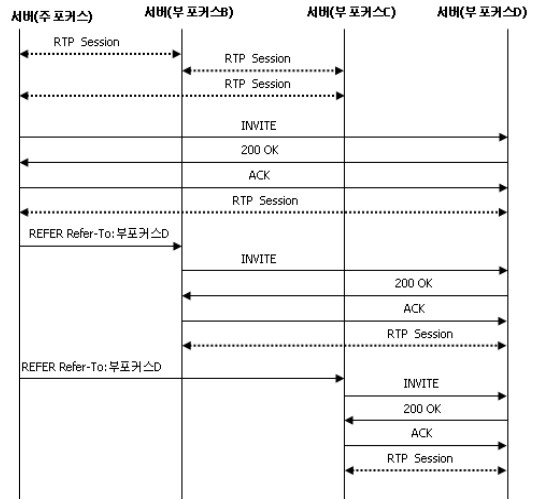 서버(주 포커스) 서버(부 포커스B) 서버(부 포커스C) 서버(부 포커스D)
RTP Session
RTP Session
RTP Session
INVITE
200 OK
ACK
RTP Session
REFER Refer-To:부포커스D
INVITE
200 OK
ACK
RTP Session
REFER Refer-To:부포커스D
INVITE
200 OK
ACK
RTP Session